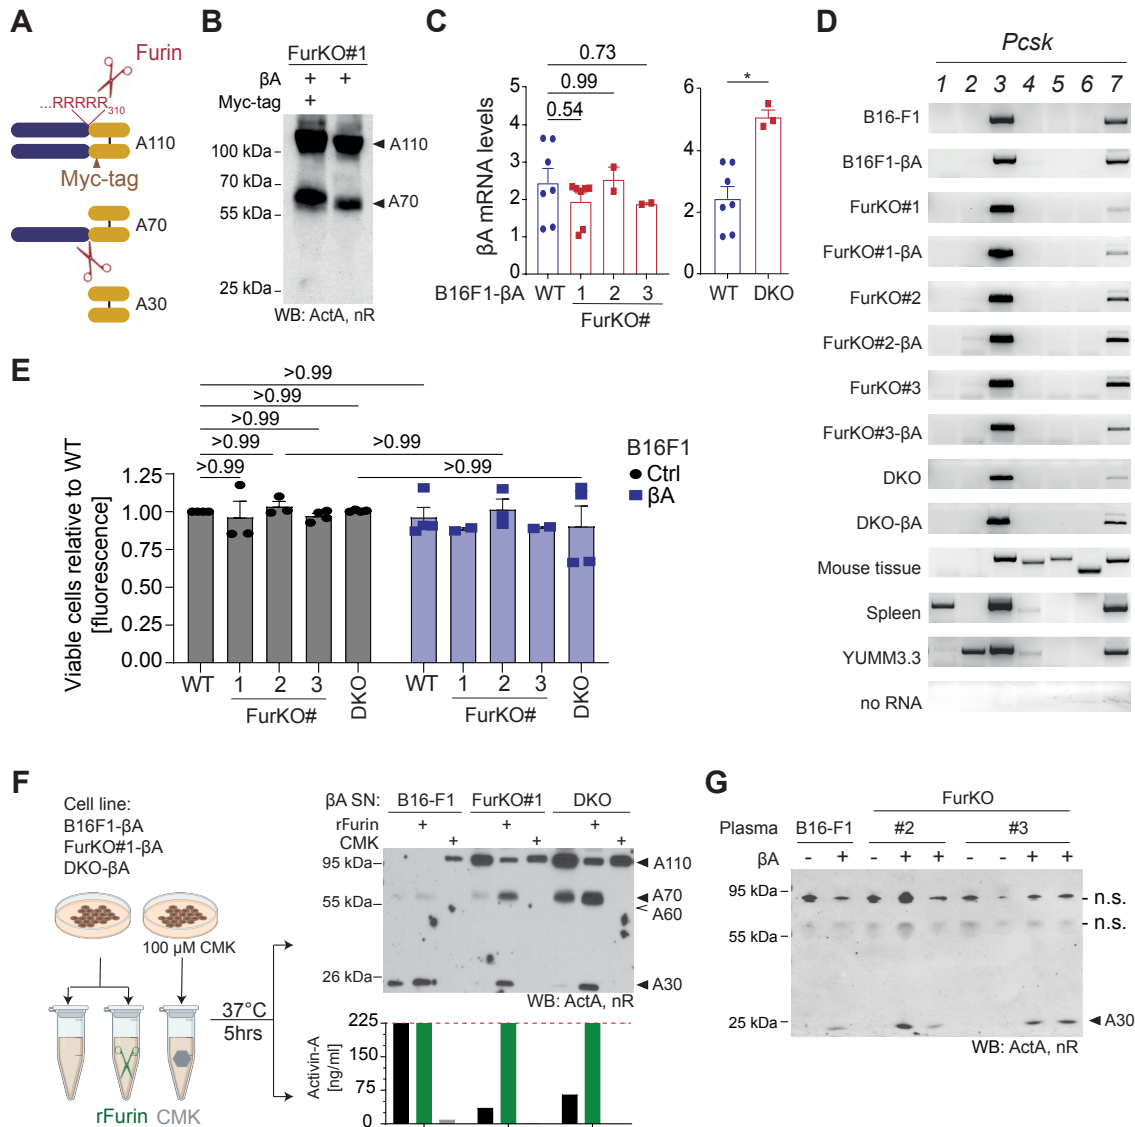 A
Furin
...RRRRR310
A110
Myc-tag
A70
A30
B
FurKO#1
βA + +
Myc-tag +
100 kDa
A110
70 kDa
55 kDa
A70
25 kDa
WB: ActA, nR
C
0.73
0.99
0.54
βA mRNA levels
5
4
3
2
1
0
B16F1-βA WT 1 2 3
FurKO#
*
6
4
2
0
WT DKO
D
Pcsk
1 2 3 4 5 6 7
B16-F1
B16F1-βA
FurKO#1
FurKO#1-βA
FurKO#2
FurKO#2-βA
FurKO#3
FurKO#3-βA
DKO
DKO-βA
Mouse tissue
Spleen
YUMM3.3
no RNA
E
>0.99
>0.99
>0.99
>0.99 >0.99
>0.99 >0.99
B16F1
Ctrl
βA
Viable cells relative to WT
[fluorescence]
1.25
1.00
0.75
0.50
0.25
0.00
WT 1 2 3 DKO WT 1 2 3 DKO
FurKO# FurKO#
F
Cell line:
B16F1-βA
FurKO#1-βA
DKO-βA
100 µM CMK
37°C
5hrs
rFurin CMK
βA SN: B16-F1 FurKO#1 DKO
rFurin + + +
CMK + + +
95 kDa
A110
A70
55 kDa
A60
26 kDa
A30
WB: ActA, nR
Activin-A
[ng/ml]
225
150
75
0
G
FurKO
Plasma B16-F1 #2 #3
βA - + - + + - - + +
95 kDa
n.s.
n.s.
55 kDa
25 kDa
A30
WB: ActA, nR